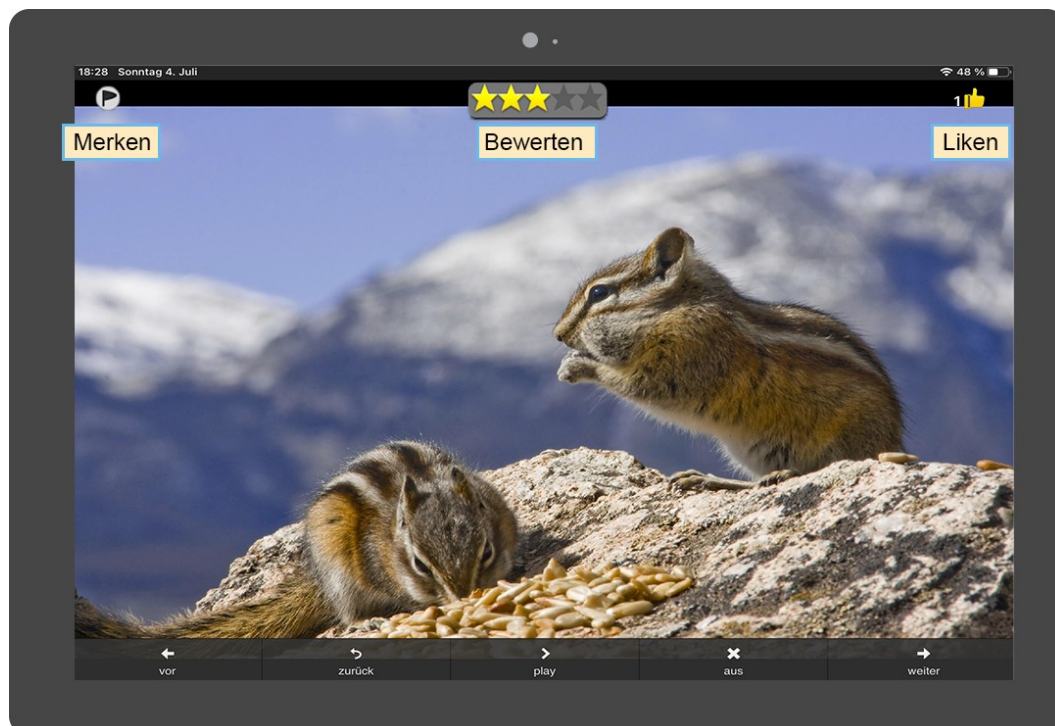 18:28 Sonntag 4. Juli 48 %
1
Merken Bewerten Liken
vor zurück play aus weiter